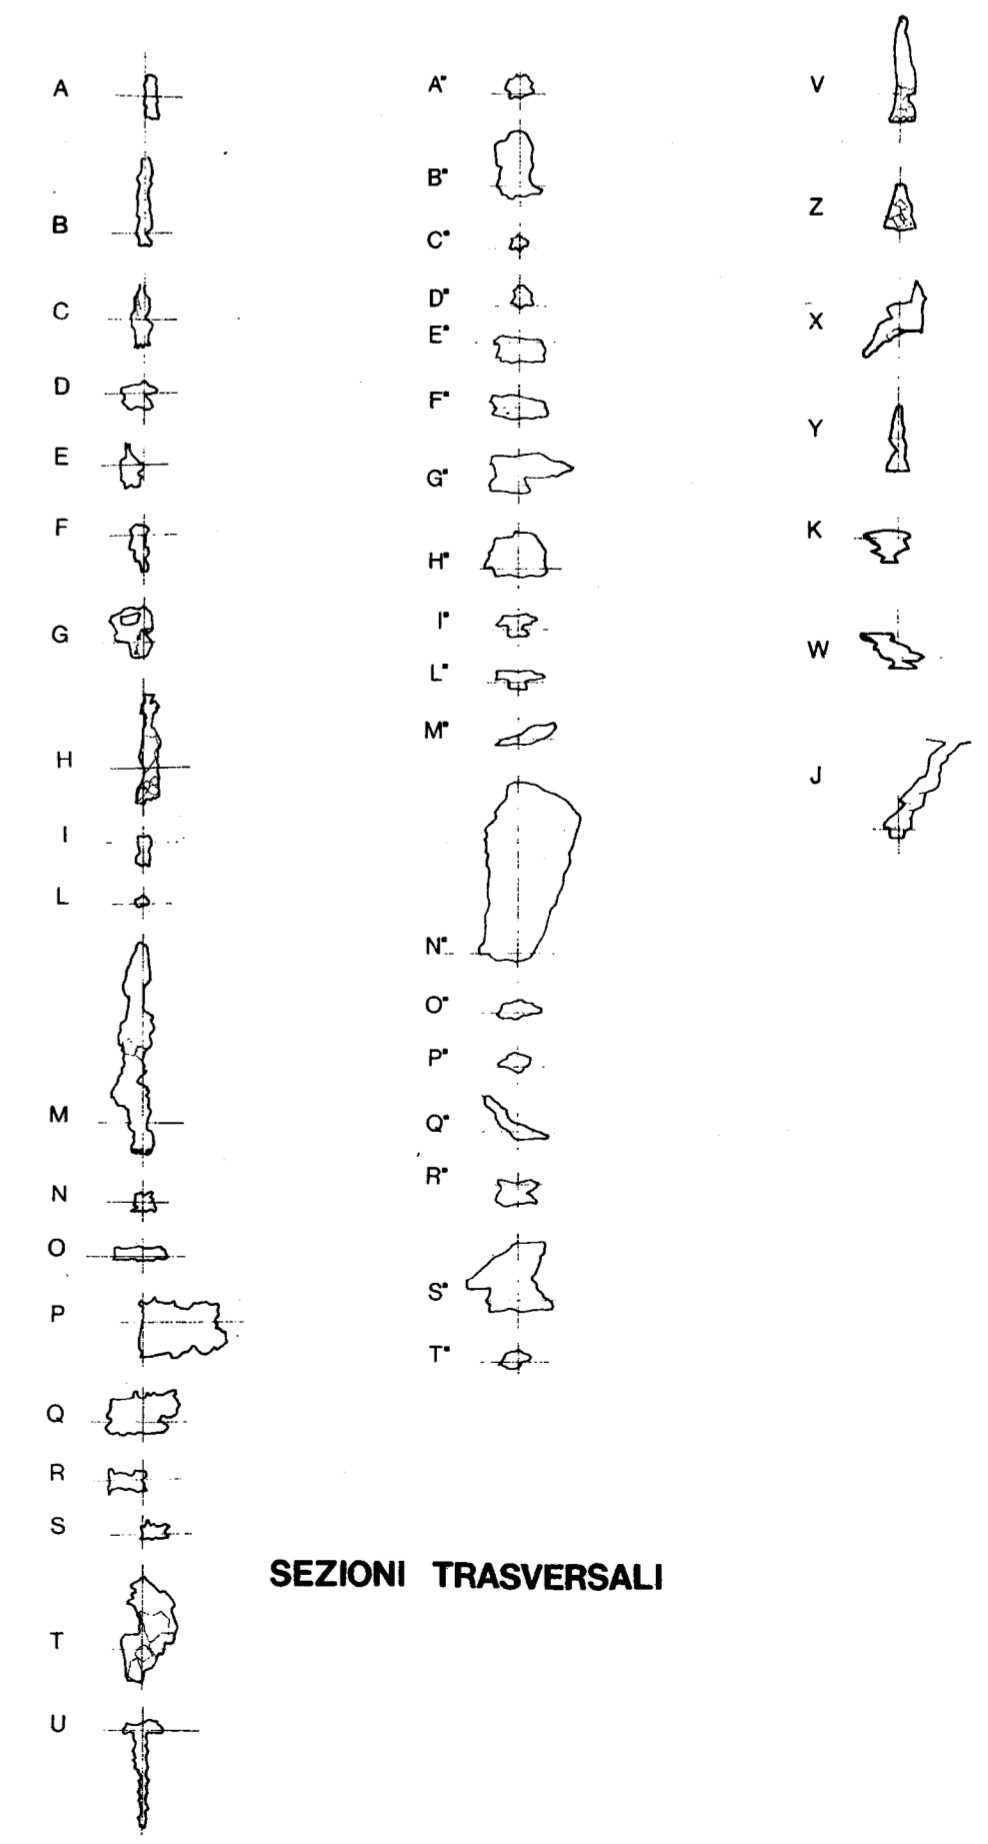 A
B
C
D
E
F
G
H
I
L
M
N
O
P
Q
R
S
T
U
A"
B"
C"
D"
E"
F"
G"
H"
I"
L"
M"
N"
O"
P"
Q"
R"
S"
T"
V
Z
X
Y
K
W
J
SEZIONI TRASVERSALI